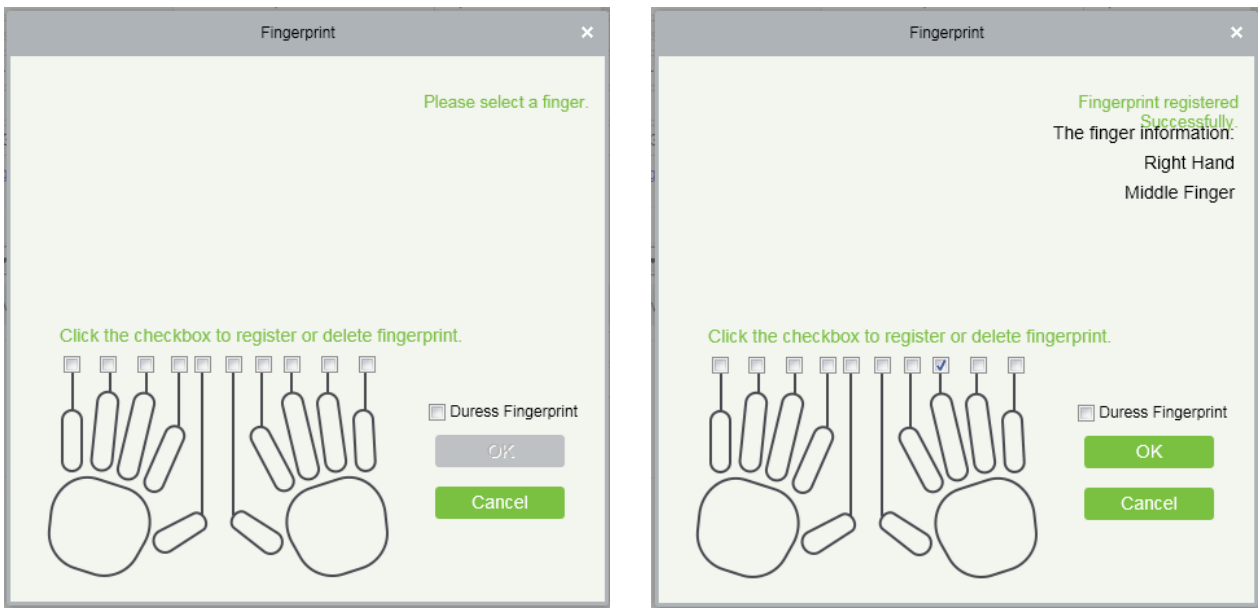 Fingerprint
Please select a finger.
Click the checkbox to register or delete fingerprint.
Duress Fingerprint
OK
Cancel
Fingerprint
Fingerprint registered
Successfully.
The finger information:
Right Hand
Middle Finger
Click the checkbox to register or delete fingerprint.
Duress Fingerprint
OK
Cancel